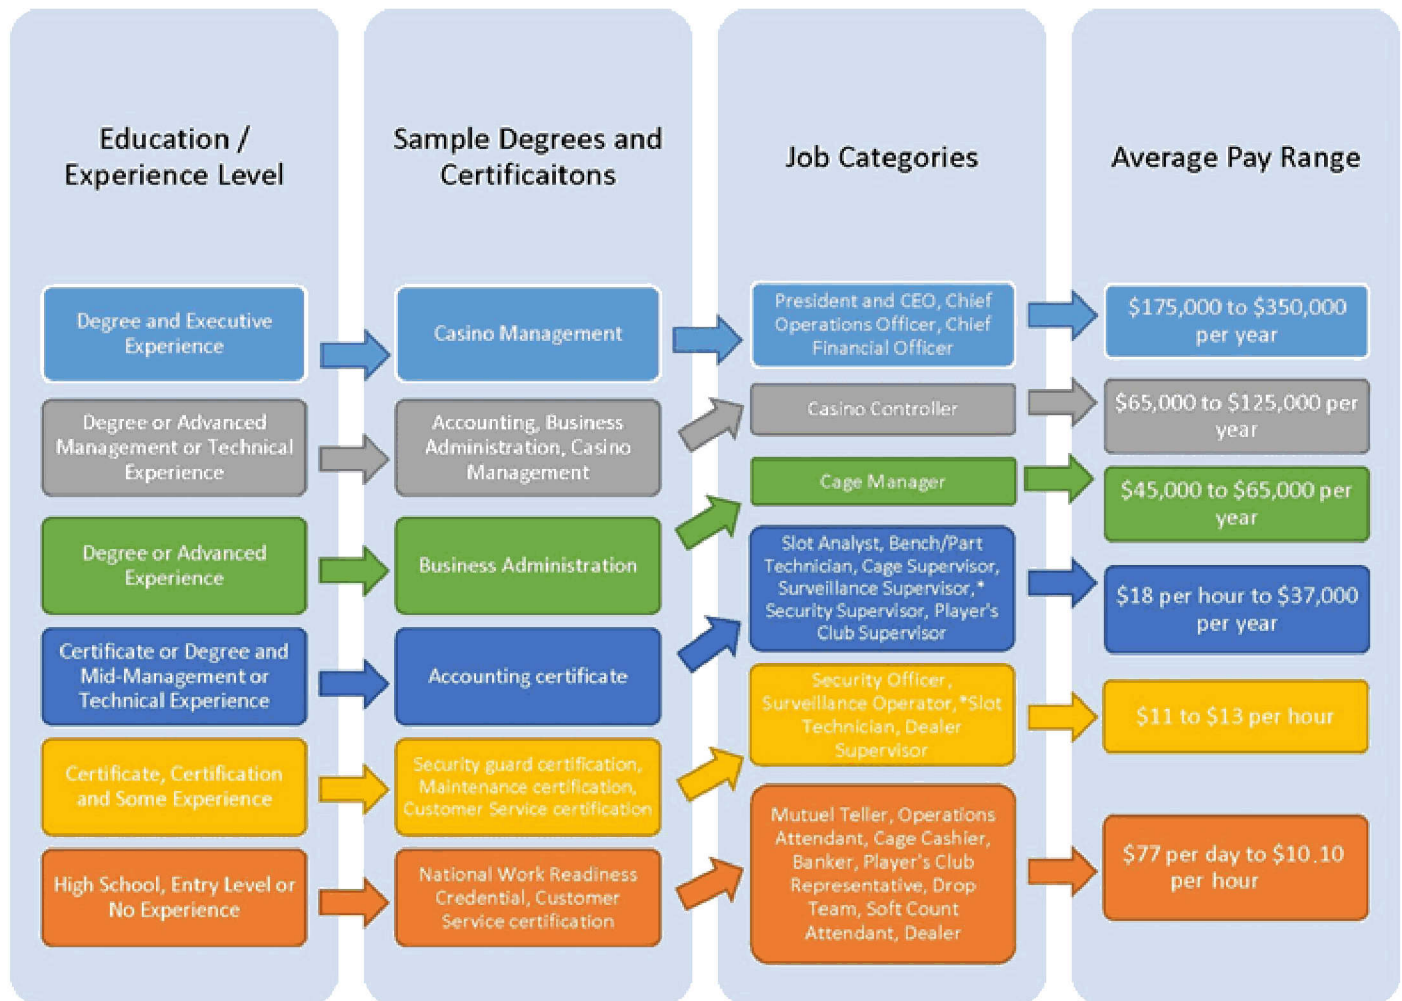 Education /
Experience Level
Sample Degrees and
Certificaitons
Job Categories
Average Pay Range
Degree and Executive
Experience
Casino Management
President and CEO, Chief
Operations Officer, Chief
Financial Officer
$175,000 to $350,000
per year
Degree or Advanced
Management or Technical
Experience
Accounting, Business
Administration, Casino
Management
Casino Controller
$65,000 to $125,000 per
year
Degree or Advanced
Experience
Business Administration
Cage Manager
$45,000 to $65,000 per
year
Certificate or Degree and
Mid-Management or
Technical Experience
Accounting certificate
Slot Analyst, Bench/Part
Technician, Cage Supervisor,
Surveillance Supervisor,*
Security Supervisor, Player's
Club Supervisor
$18 per hour to $37,000
per year
Certificate, Certification
and Some Experience
Security guard certification,
Maintenance certification,
Customer Service certification
Security Officer,
Surveillance Operator,*Slot
Technician, Dealer
Supervisor
$11 to $13 per hour
High School, Entry Level or
No Experience
National Work Readiness
Credential, Customer
Service certification
Mutuel Teller, Operations
Attendant, Cage Cashier,
Banker, Player's Club
Representative, Drop
Team, Soft Count
Attendant, Dealer
$77 per day to $10.10
per hour